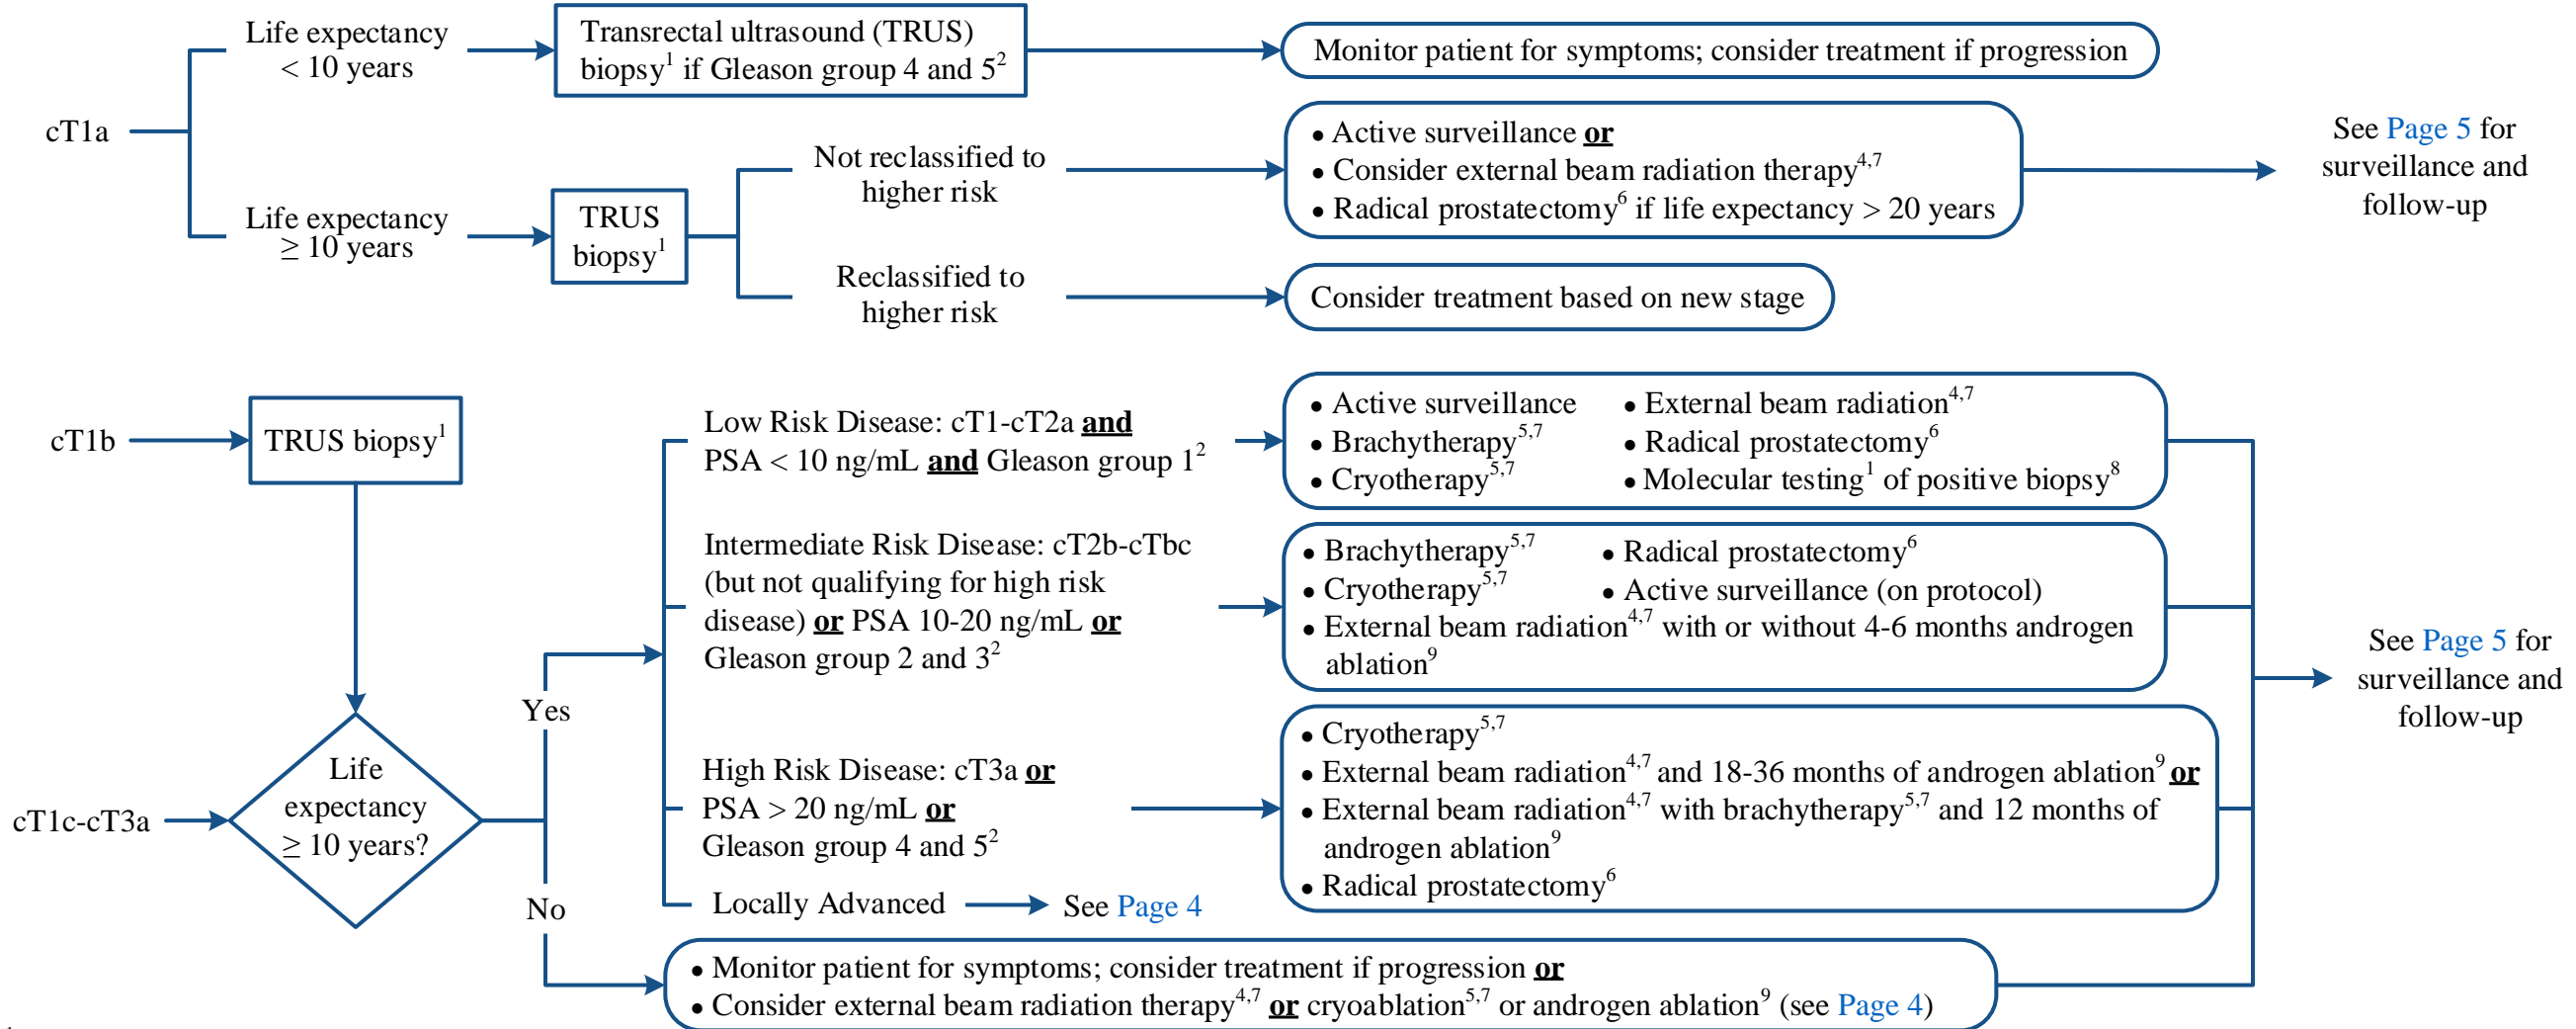 Life expectancy
< 10 years
Transrectal ultrasound (TRUS)
biopsy¹ if Gleason group 4 and 5²
Monitor patient for symptoms; consider treatment if progression
cT1a
Life expectancy
≥ 10 years
TRUS
biopsy¹
Not reclassified to
higher risk
● Active surveillance or
● Consider external beam radiation therapy⁴,⁷
● Radical prostatectomy⁶ if life expectancy > 20 years
See Page 5 for
surveillance and
follow-up
Reclassified to
higher risk
Consider treatment based on new stage
cT1b
TRUS biopsy¹
cT1c-cT3a
Life
expectancy
≥ 10 years?
Yes
No
Low Risk Disease: cT1-cT2a and
PSA < 10 ng/mL and Gleason group 1²
● Active surveillance
● Brachytherapy⁵,⁷
● Cryotherapy⁵,⁷
● External beam radiation⁴,⁷
● Radical prostatectomy⁶
● Molecular testing¹ of positive biopsy⁸
Intermediate Risk Disease: cT2b-cTbc
(but not qualifying for high risk
disease) or PSA 10-20 ng/mL or
Gleason group 2 and 3²
● Brachytherapy⁵,⁷
● Cryotherapy⁵,⁷
● Radical prostatectomy⁶
● Active surveillance (on protocol)
● External beam radiation⁴,⁷ with or without 4-6 months androgen
ablation⁹
High Risk Disease: cT3a or
PSA > 20 ng/mL or
Gleason group 4 and 5²
● Cryotherapy⁵,⁷
● External beam radiation⁴,⁷ and 18-36 months of androgen ablation⁹ or
● External beam radiation⁴,⁷ with brachytherapy⁵,⁷ and 12 months of
androgen ablation⁹
● Radical prostatectomy⁶
Locally Advanced
See Page 4
● Monitor patient for symptoms; consider treatment if progression or
● Consider external beam radiation therapy⁴,⁷ or cryoablation⁵,⁷ or androgen ablation⁹ (see Page 4)
See Page 5 for
surveillance and
follow-up